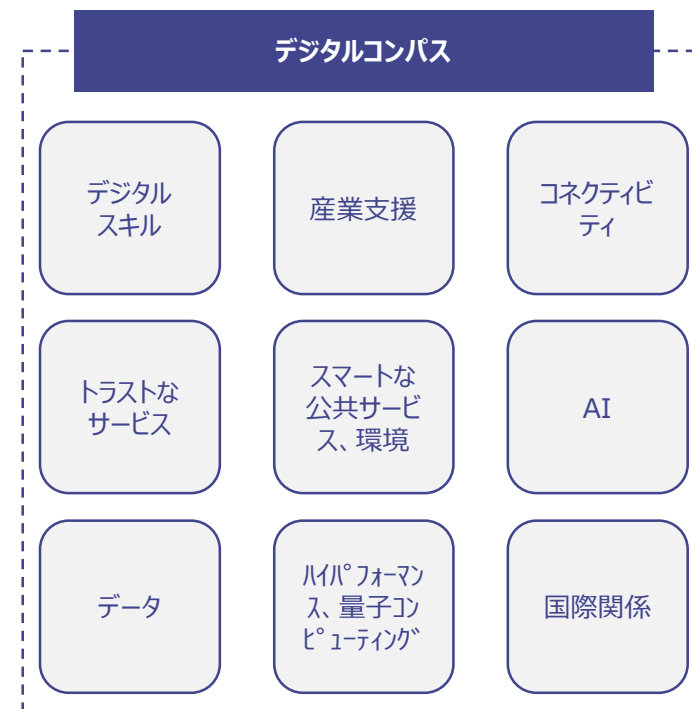 デジタルコンパス
デジタル
スキル
産業支援
コネクティビ
ティ
トラストな
サービス
スマートな
公共サービ
ス、環境
AI
データ
ﾊｲﾊﾟﾌｫｰﾏﾝ
ｽ、量子ｺﾝ
ﾋﾟｭｰﾃｨﾝｸﾞ
国際関係